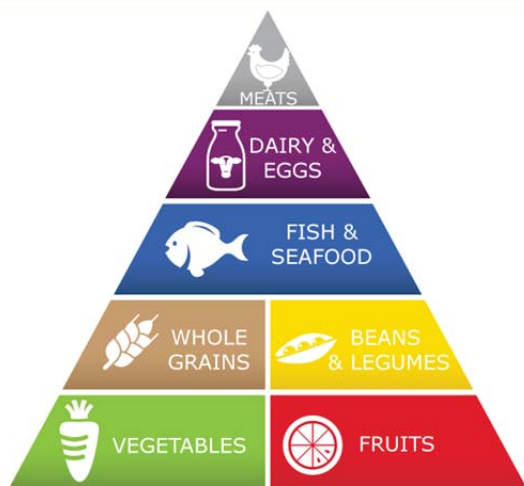 MEATS
DAIRY &
EGGS
FISH &
SEAFOOD
WHOLE
GRAINS
BEANS
& LEGUMES
VEGETABLES
FRUITS